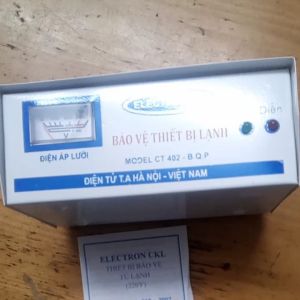 ELECTRON
Điện
BẢO VỆ THIẾT BỊ LẠNH
V
ĐIỆN ÁP LƯỚI
MODEL CT 402 - B.Q.P
ĐIỆN TỬ T.A HÀ NỘI - VIỆT NAM
ELECTRON CKL
THIẾT BỊ BẢO VỆ
TỦ LẠNH
(220V)